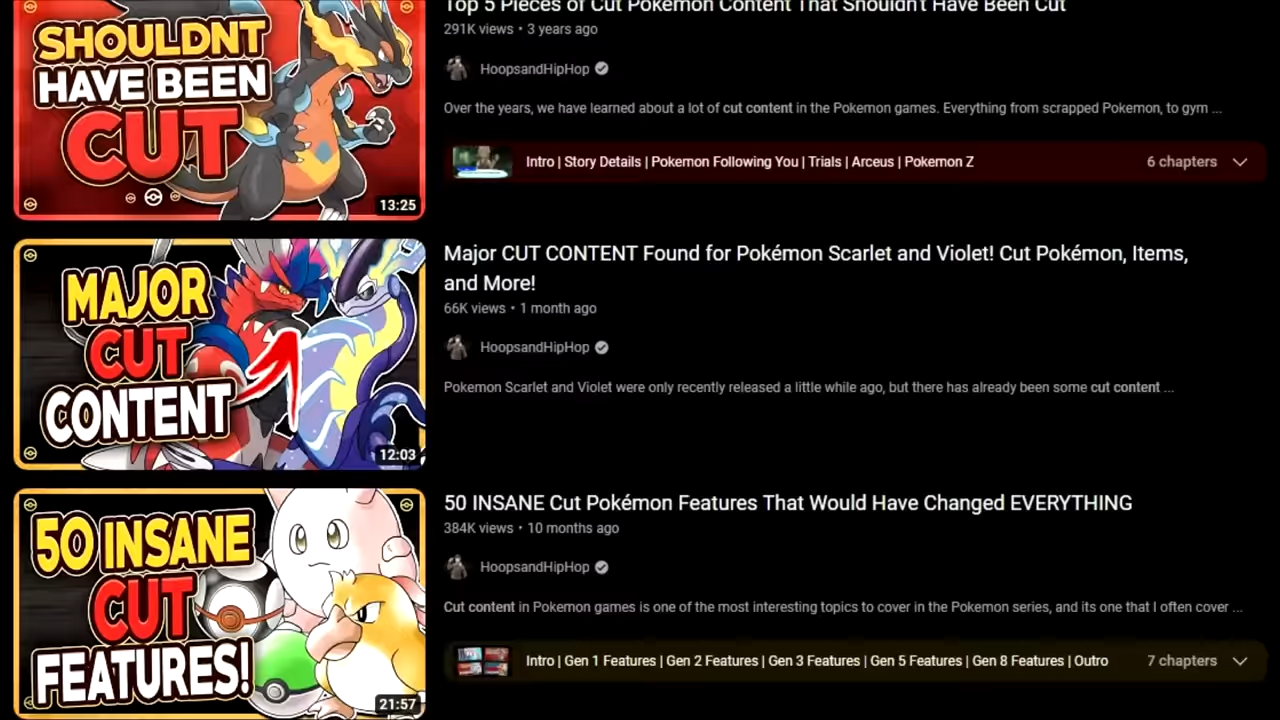 SHOULDNT
HAVE BEEN
CUT
13:25
Top 5 Pieces of Cut Pokemon Content That Shouldn't Have Been Cut
291K views • 3 years ago
HoopsandHipHop
Over the years, we have learned about a lot of cut content in the Pokemon games. Everything from scrapped Pokemon, to gym ...
Intro | Story Details | Pokemon Following You | Trials | Arceus | Pokemon Z
6 chapters
MAJOR
CUT
CONTENT
12:03
Major CUT CONTENT Found for Pokémon Scarlet and Violet! Cut Pokémon, Items,
and More!
66K views • 1 month ago
HoopsandHipHop
Pokemon Scarlet and Violet were only recently released a little while ago, but there has already been some cut content ...
50 INSANE
CUT
FEATURES!
21:57
50 INSANE Cut Pokémon Features That Would Have Changed EVERYTHING
384K views • 10 months ago
HoopsandHipHop
Cut content in Pokemon games is one of the most interesting topics to cover in the Pokemon series, and its one that I often cover ...
Intro | Gen 1 Features | Gen 2 Features | Gen 3 Features | Gen 5 Features | Gen 8 Features | Outro
7 chapters